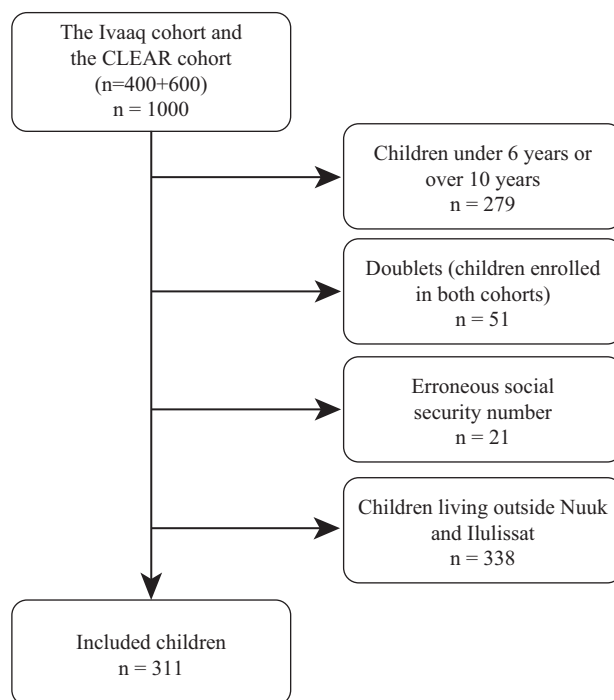 The Ivaaq cohort and
the CLEAR cohort
(n=400+600)
n = 1000
Children under 6 years or
over 10 years
n = 279
Doublets (children enrolled
in both cohorts)
n = 51
Erroneous social
security number
n = 21
Children living outside Nuuk
and Ilulissat
n = 338
Included children
n = 311